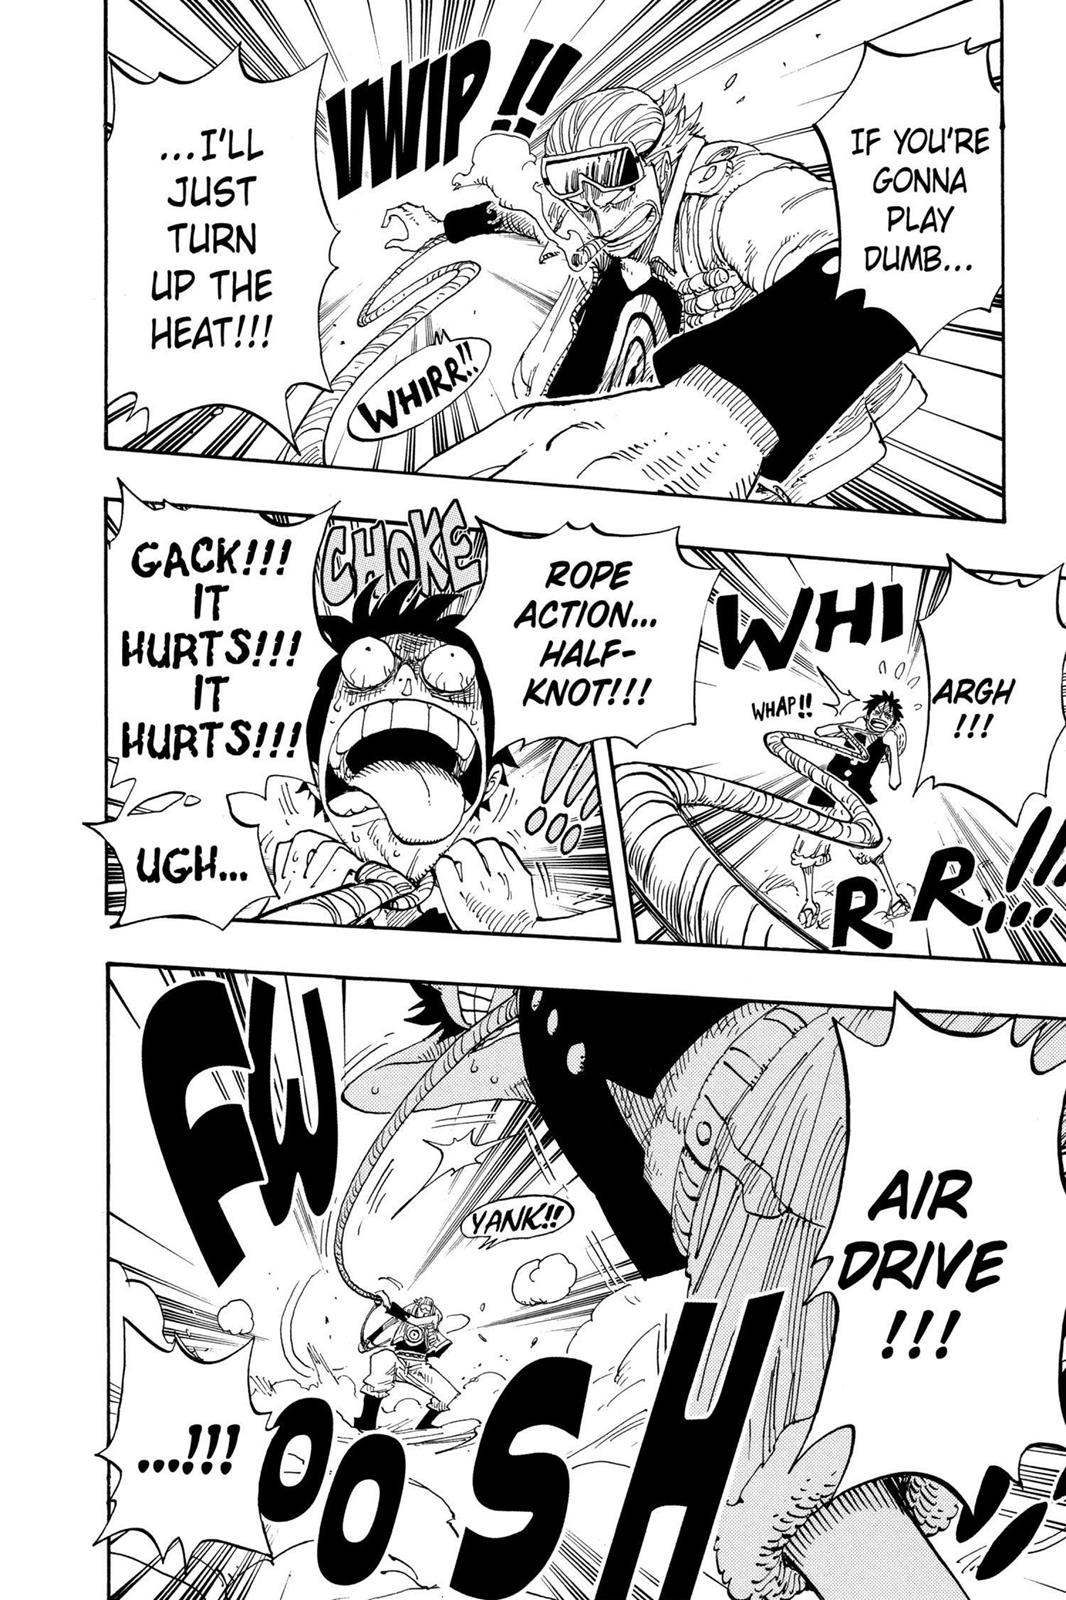 IF YOU'RE
GONNA
PLAY
DUMB...
VWIP!!
...I'LL
JUST
TURN
UP THE
HEAT!!!
WHIRR!!
ARGH
!!!
WHI
R
R...!!!
WHAP!!
ROPE
ACTION...
HALF-
KNOT!!!
CHOKE
GACK!!!
IT
HURTS!!!
IT
HURTS!!!
UGH...
AIR
DRIVE
!!!
YANK!!
FW
OOSH
...!!!